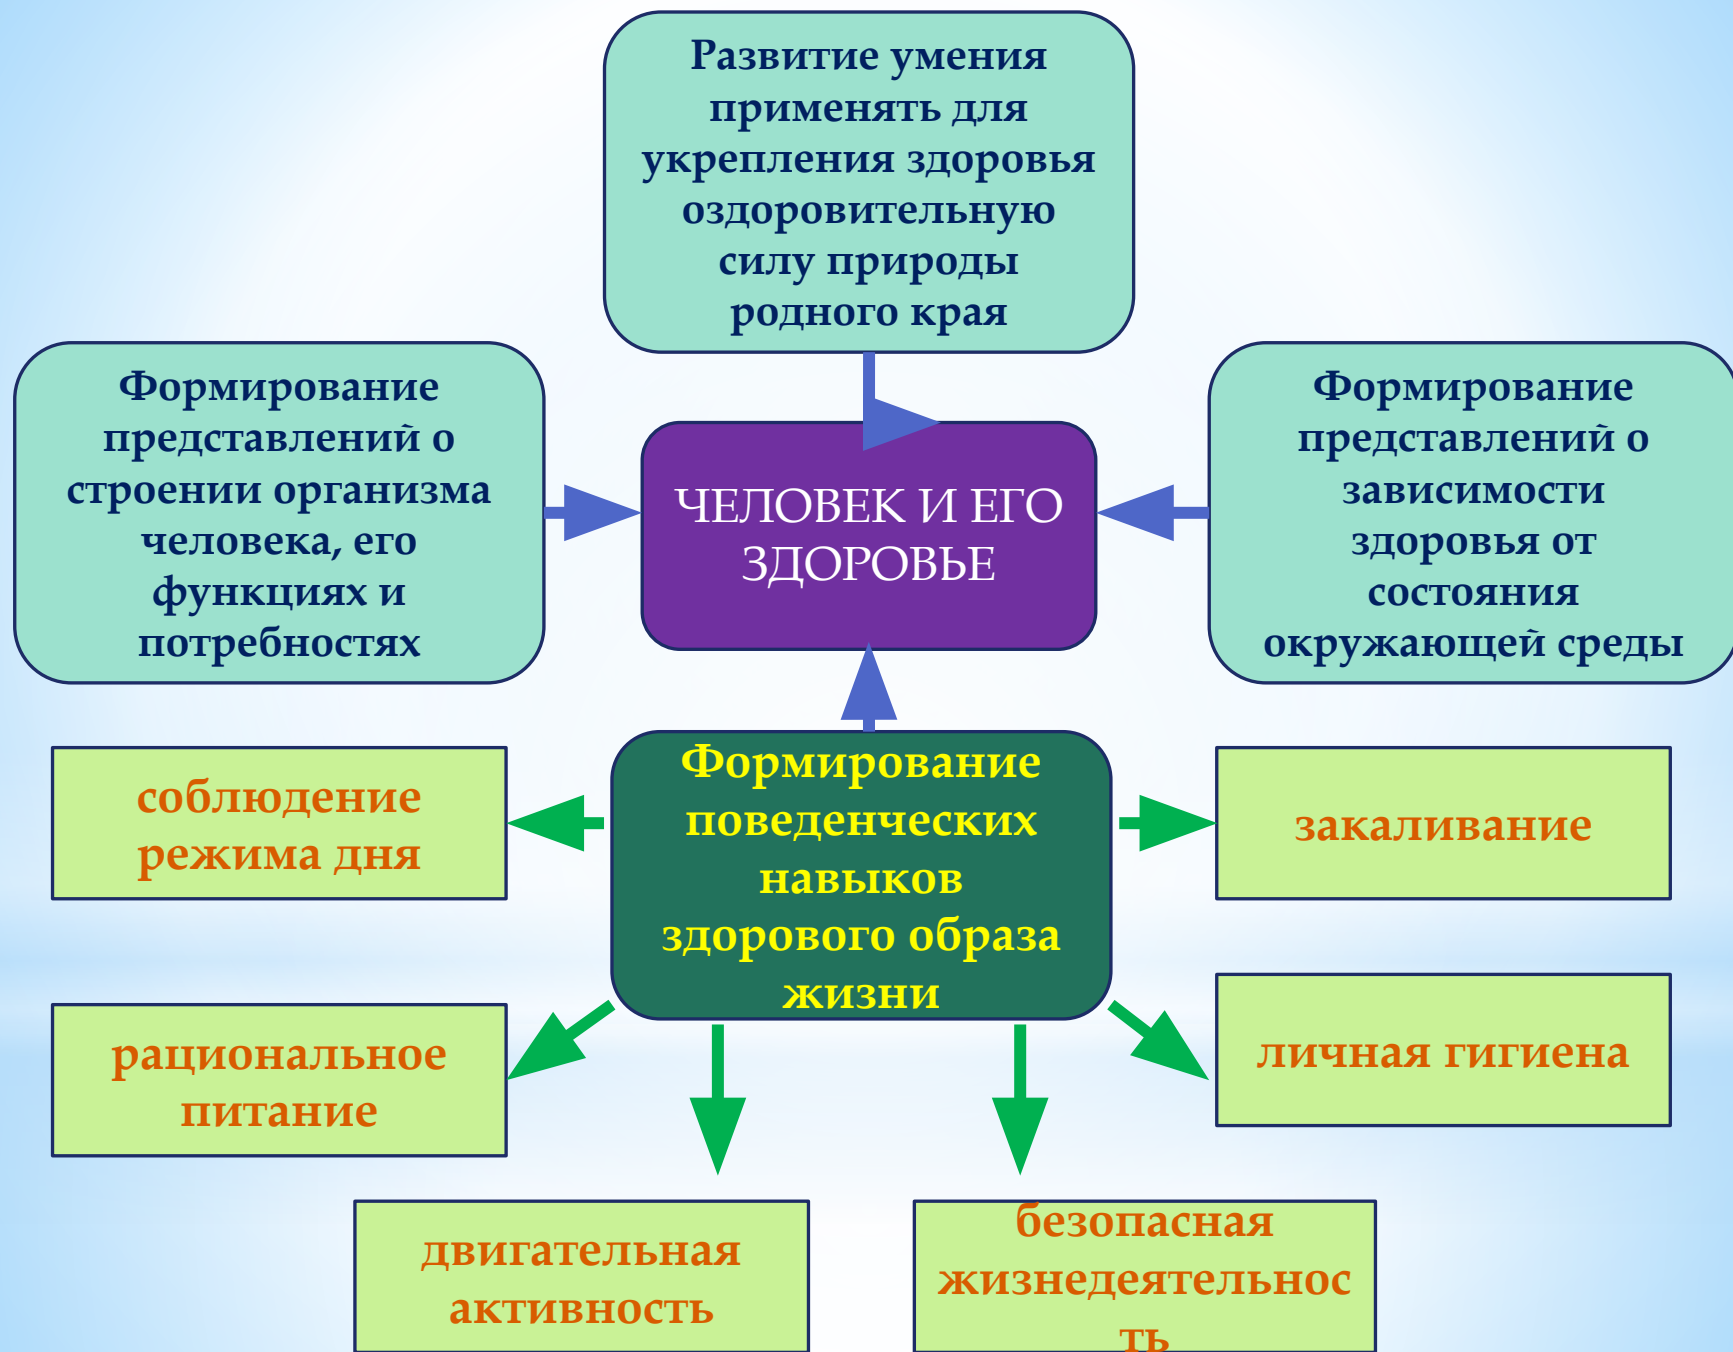 Развитие умения
применять для
укрепления здоровья
оздоровительную
силу природы
родного края
Формирование
представлений о
строении организма
человека, его
функциях и
потребностях
ЧЕЛОВЕК И ЕГО
ЗДОРОВЬЕ
Формирование
представлений о
зависимости
здоровья от
состояния
окружающей среды
Формирование
поведенческих
навыков
здорового образа
жизни
соблюдение
режима дня
закаливание
рациональное
питание
личная гигиена
двигательная
активность
безопасная
жизнедеятельнос
ть